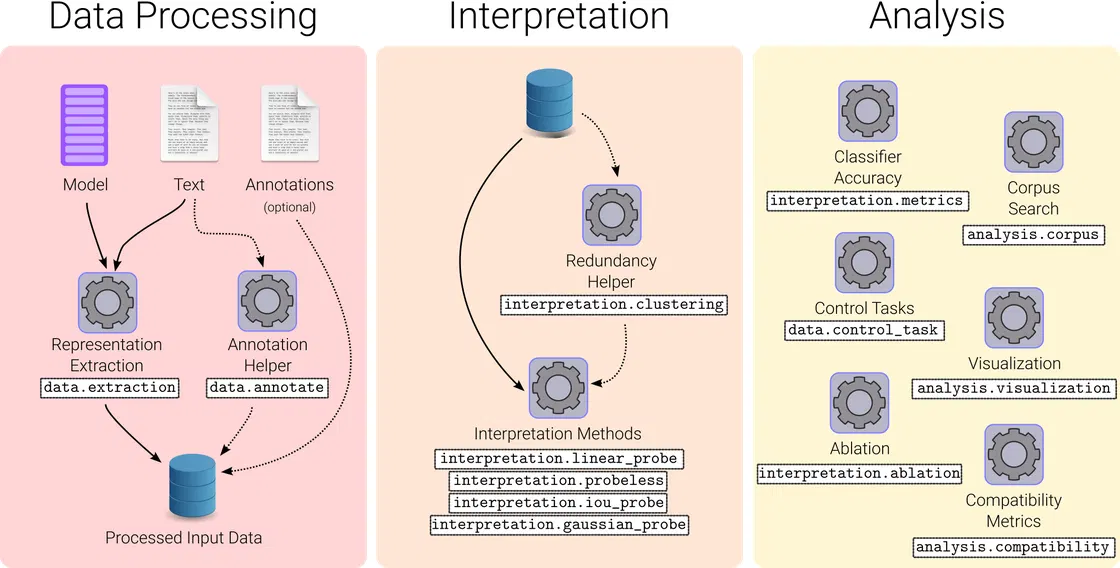 Data Processing
Model
Text
Annotations
(optional)
Representation
Extraction
data.extraction
Annotation
Helper
data.annotate
Processed Input Data
Interpretation
Redundancy
Helper
interpretation.clustering
Interpretation Methods
interpretation.linear_probe
interpretation.probeless
interpretation.iou_probe
interpretation.gaussian_probe
Analysis
Classifier
Accuracy
interpretation.metrics
Corpus
Search
analysis.corpus
Control Tasks
data.control_task
Visualization
analysis.visualization
Ablation
interpretation.ablation
Compatibility
Metrics
analysis.compatibility